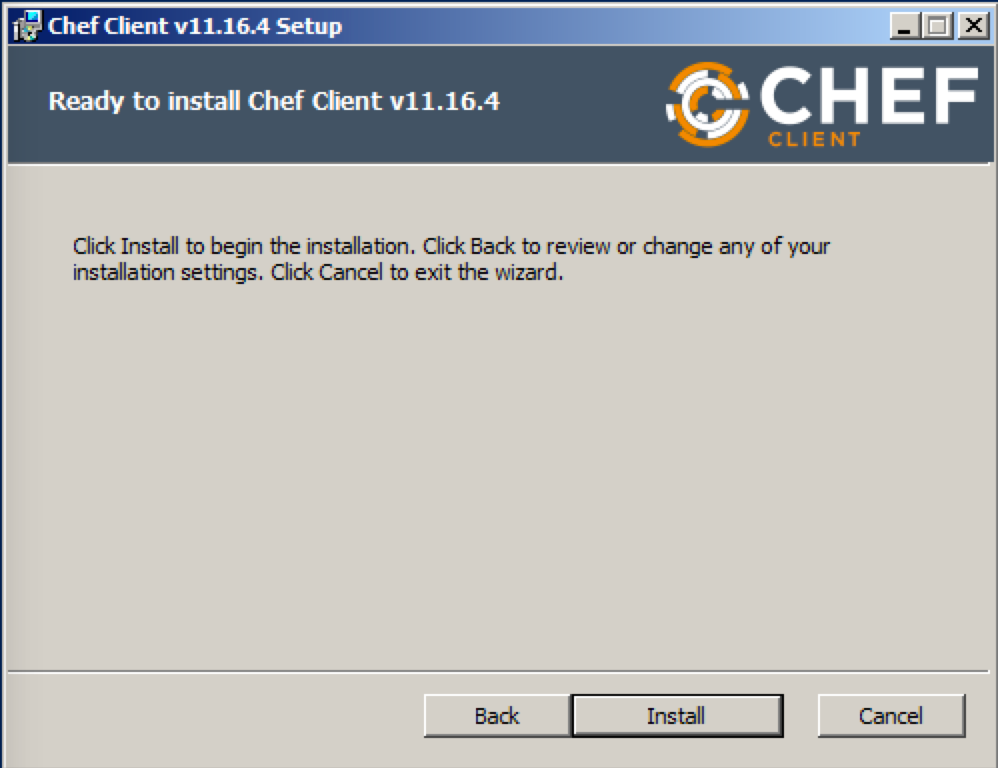 Chef Client v11.16.4 Setup
Ready to install Chef Client v11.16.4
CHEF
CLIENT
Click Install to begin the installation. Click Back to review or change any of your
installation settings. Click Cancel to exit the wizard.
Back
Install
Cancel